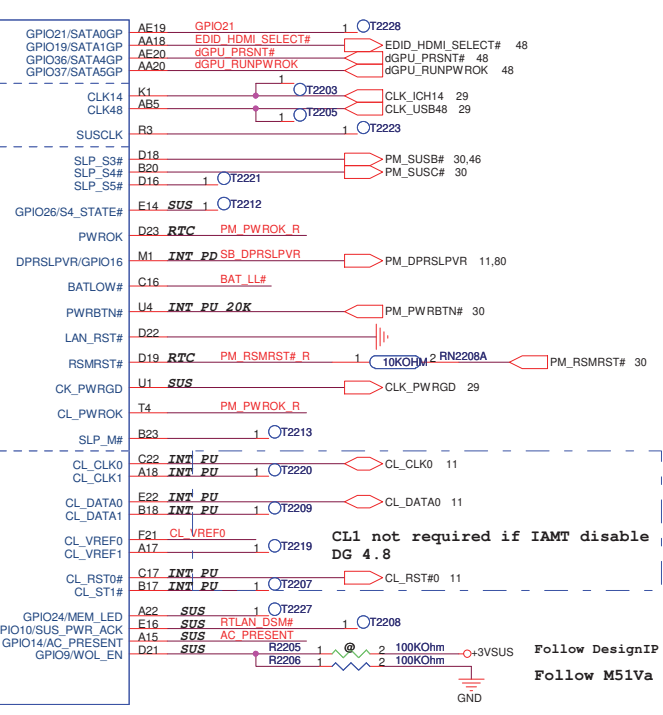 GPIO21/SATA0GP AE19 GPIO21 1 T2228
GPIO19/SATA1GP AA18 EDID_HDMI_SELECT# EDID_HDMI_SELECT# 48
GPIO36/SATA4GP AE20 dGPU_PRSNT# dGPU_PRSNT# 48
GPIO37/SATA5GP AA20 dGPU_RUNPWROK dGPU_RUNPWROK 48
1 T2203
CLK14 K1 CLK_ICH14 29
CLK48 AB5 CLK_USB48 29
1 T2205
SUSCLK R3 1 T2223
SLP_S3# D18 PM_SUSB# 30,46
SLP_S4# B20 PM_SUSC# 30
SLP_S5# D16 1 T2221
GPIO26/S4_STATE# E14 SUS 1 T2212
PWROK D23 RTC PM_PWROK_R
DPRSLPVR/GPIO16 M1 INT PD SB_DPRSLPVR PM_DPRSLPVR 11,80
BATLOW# C16 BAT_LL#
PWRBTN# U4 INT PU 20K PM_PWRBTN# 30
LAN_RST# D22
RSMRST# D19 RTC PM_RSMRST#_R 1 10KOHM 2 RN2208A PM_RSMRST# 30
CK_PWRGD U1 SUS CLK_PWRGD 29
CL_PWROK T4 PM_PWROK_R
SLP_M# B23 1 T2213
CL_CLK0 C22 INT PU CL_CLK0 11
CL_CLK1 A18 INT PU 1 T2220
CL_DATA0 E22 INT PU CL_DATA0 11
CL_DATA1 B18 INT PU 1 T2209
CL_VREF0 F21 CL_VREF0
CL_VREF1 A17 1 T2219
CL1 not required if IAMT disable
DG 4.8
CL_RST0# C17 INT PU CL_RST#0 11
CL_ST1# B17 INT PU 1 T2207
GPIO24/MEM_LED A22 SUS 1 T2227
PIO10/SUS_PWR_ACK E16 SUS RTLAN_DSM# 1 T2208
GPIO14/AC_PRESENT A15 SUS AC_PRESENT
GPIO9/WOL_EN D21 SUS R2205 1 @ 2 100KOhm +3VSUS Follow DesignIP
R2206 1 2 100KOhm Follow M51Va
GND